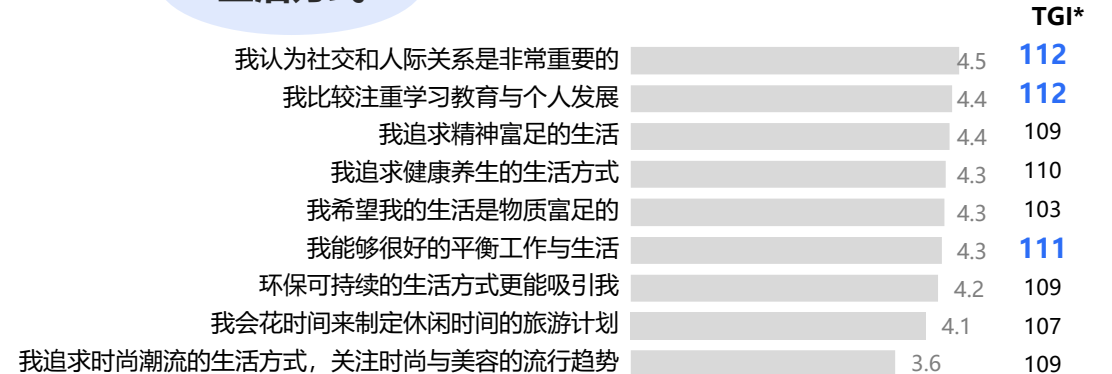 TGI*
我认为社交和人际关系是非常重要的 4.5 112
我比较注重学习教育与个人发展 4.4 112
我追求精神富足的生活 4.4 109
我追求健康养生的生活方式 4.3 110
我希望我的生活是物质富足的 4.3 103
我能够很好的平衡工作与生活 4.3 111
环保可持续的生活方式更能吸引我 4.2 109
我会花时间来制定休闲时间的旅游计划 4.1 107
我追求时尚潮流的生活方式，关注时尚与美容的流行趋势 3.6 109